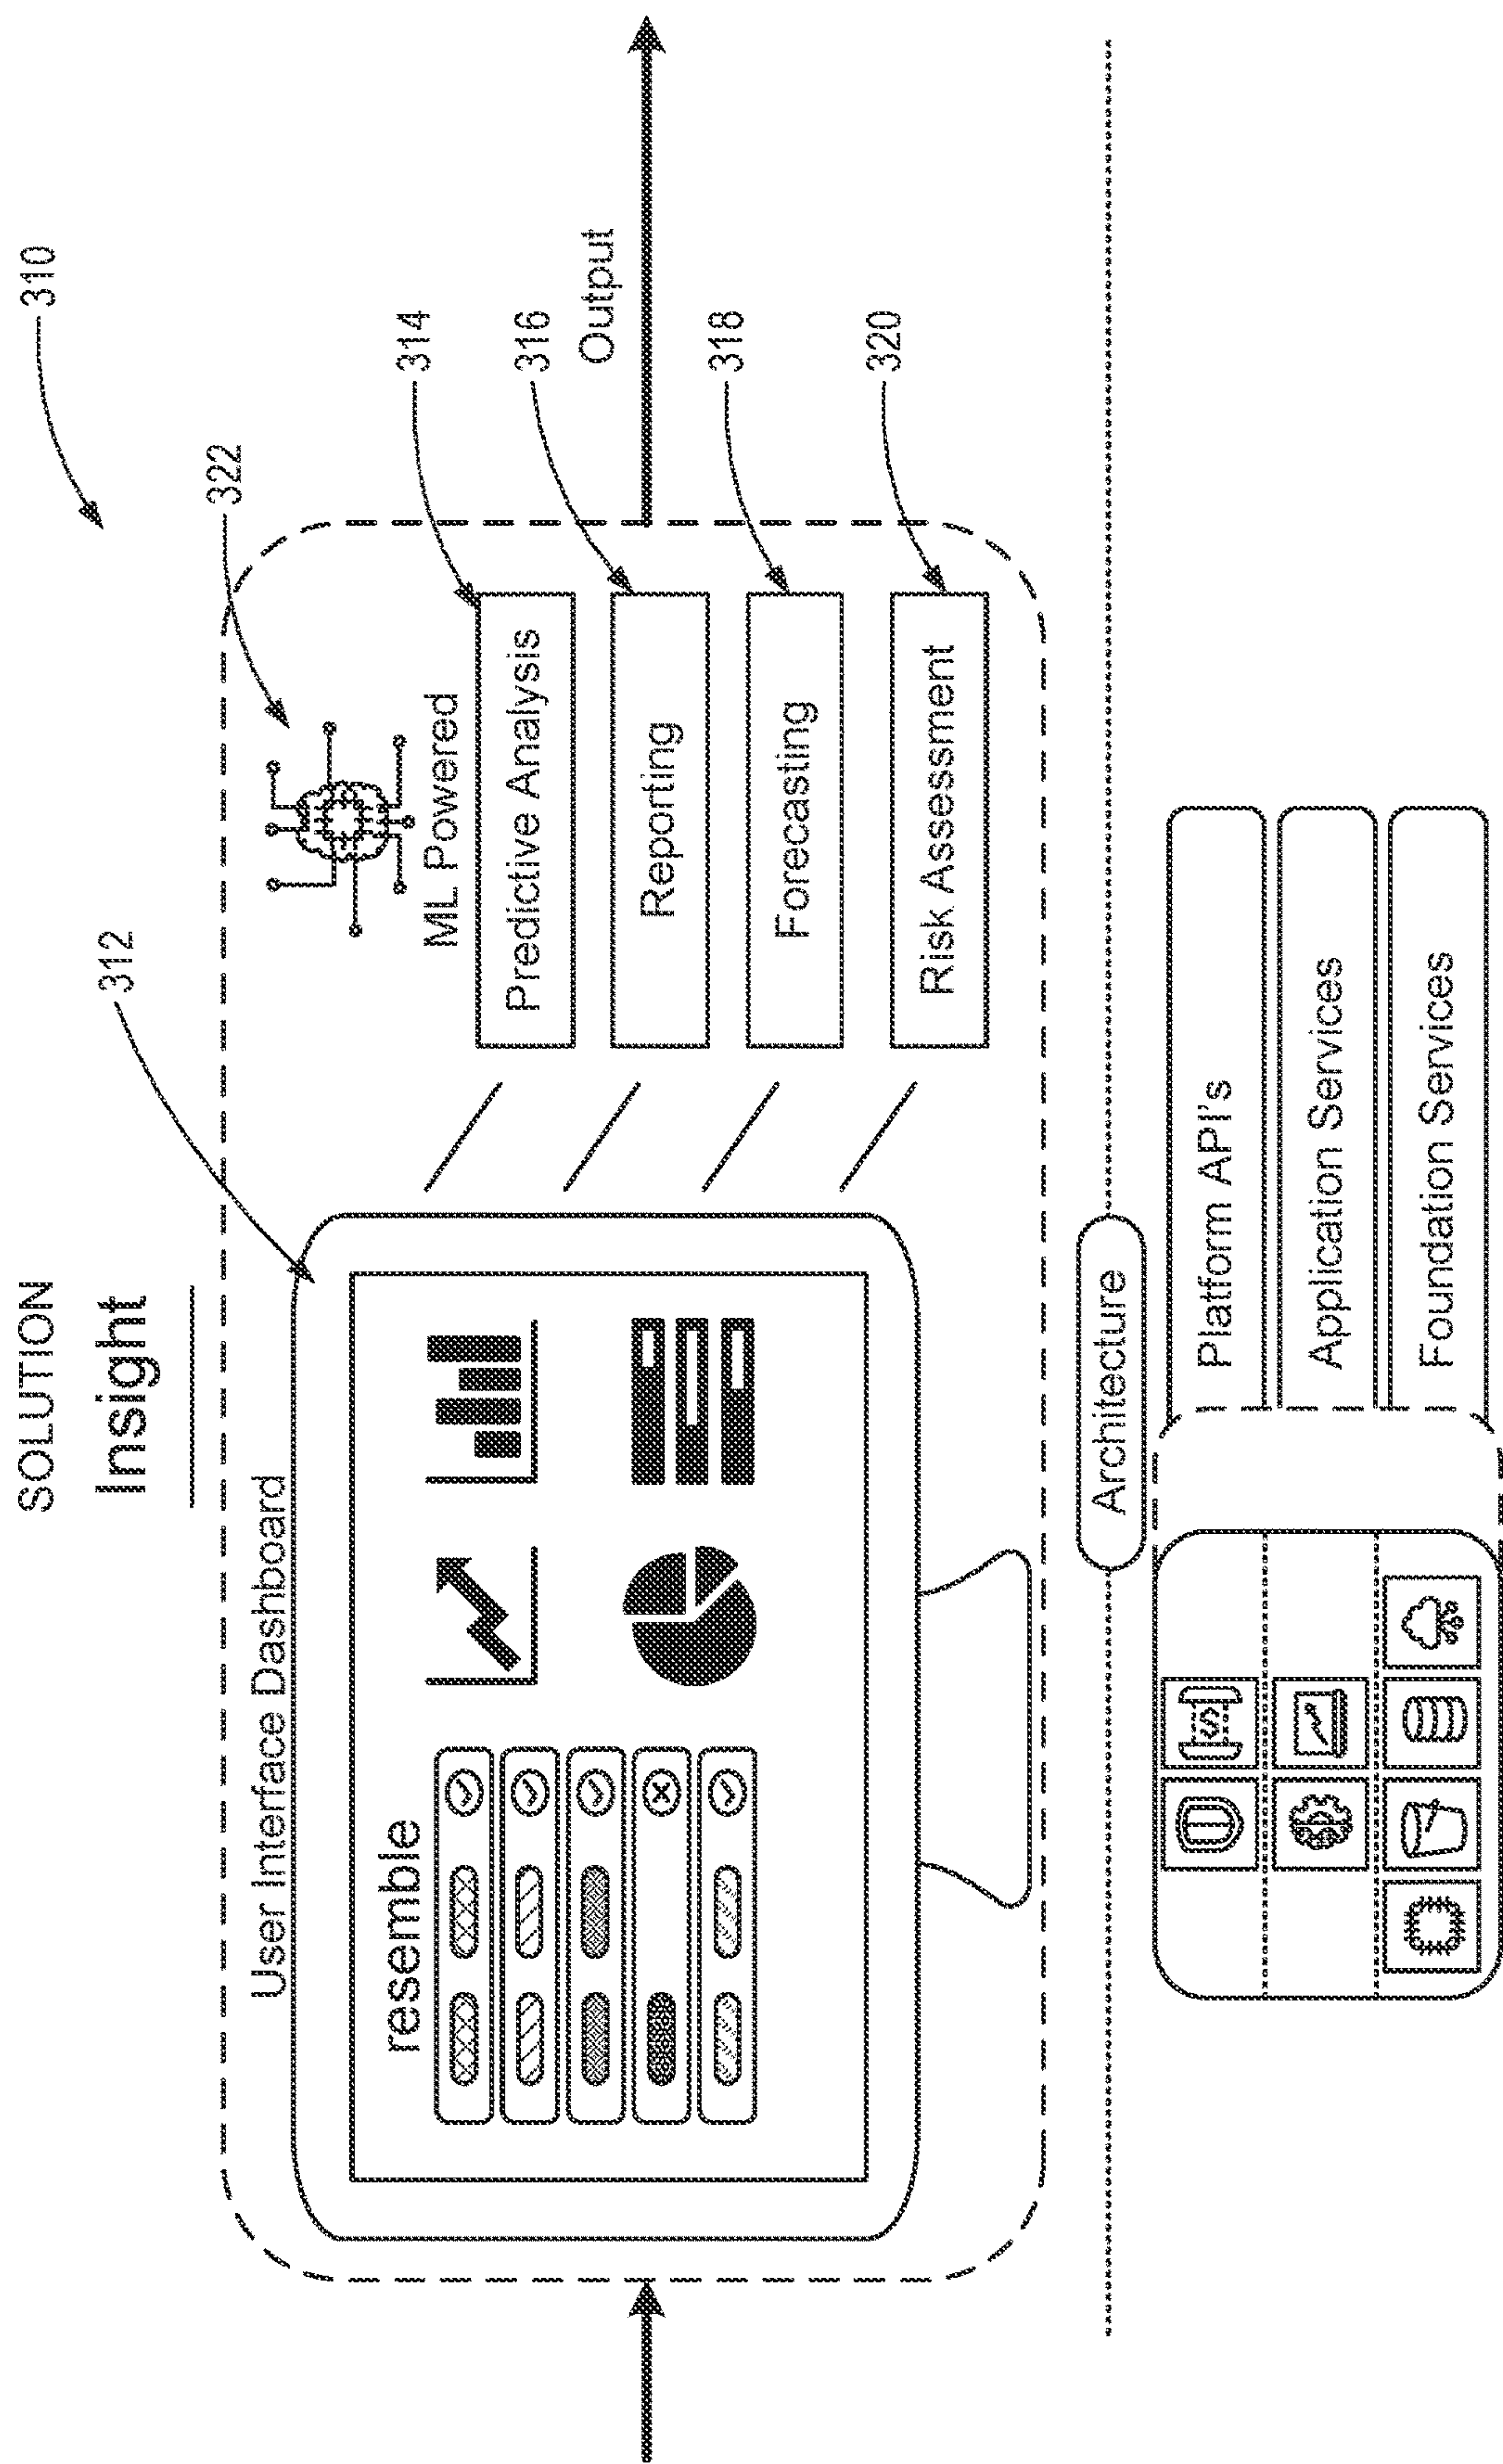 SOLUTION
Insight
310
312
322
User Interface Dashboard
resemble
ML Powered
Predictive Analysis
314
Reporting
316
Output
Forecasting
318
Risk Assessment
320
Architecture
Platform API's
Application Services
Foundation Services